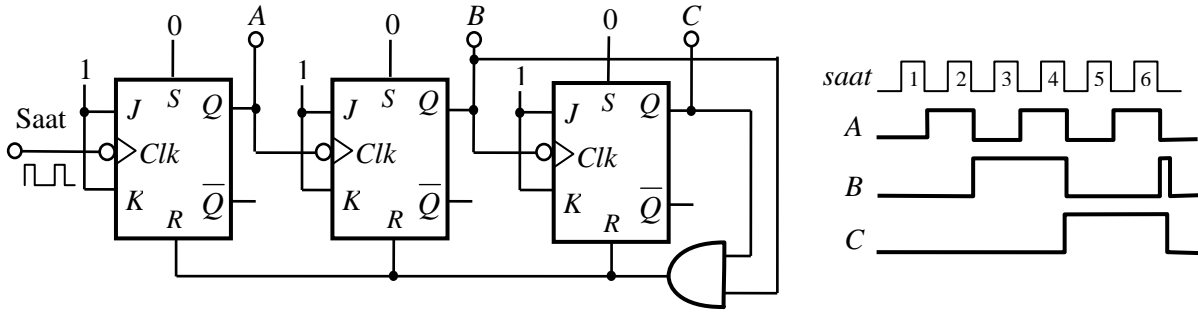 0 A 0 B 0 C
1 S Q 1 S Q 1 S Q
J J J
Saat
Clk Clk Clk
K R Q̅ K R Q̅ K R Q̅
saat 1 2 3 4 5 6
A
B
C